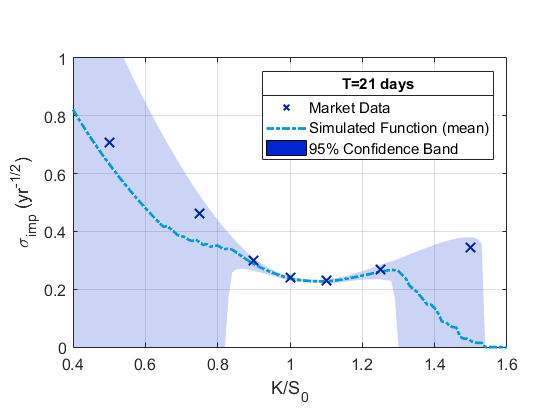 T=21 days
Market Data
Simulated Function (mean)
95% Confidence Band
1
0.8
0.6
0.4
0.2
0
σimp (yr-1/2)
0.4 0.6 0.8 1 1.2 1.4 1.6
K/S0